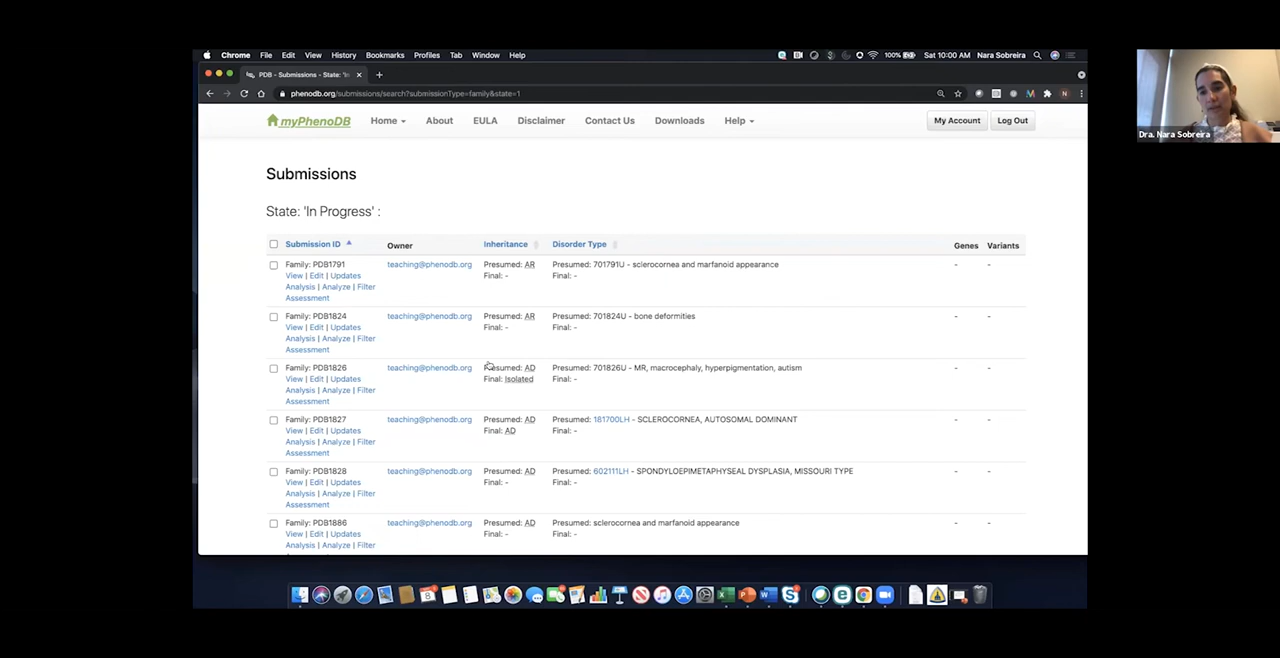 Chrome File Edit View History Bookmarks Profiles Tab Window Help 100% Sat 10:00 AM Nara Sobreira
PDB - Submissions - State: 'In
phenodb.org/submissions/search?submissionType=family&state=1
myPhenoDB Home About EULA Disclaimer Contact Us Downloads Help My Account Log Out
Dra. Nara Sobreira
Submissions
State: 'In Progress' :
Submission ID Owner Inheritance Disorder Type Genes Variants
Family: PDB1791 teaching@phenodb.org Presumed: AR Presumed: 701791U - sclerocornea and marfanoid appearance - -
View | Edit | Updates Final: - Final: -
Analysis | Analyze | Filter
Assessment
Family: PDB1824 teaching@phenodb.org Presumed: AR Presumed: 701824U - bone deformities - -
View | Edit | Updates Final: - Final: -
Analysis | Analyze | Filter
Assessment
Family: PDB1826 teaching@phenodb.org Presumed: AD Presumed: 701826U - MR, macrocephaly, hyperpigmentation, autism - -
View | Edit | Updates Final: Isolated Final: -
Analysis | Analyze | Filter
Assessment
Family: PDB1827 teaching@phenodb.org Presumed: AD Presumed: 181700LH - SCLEROCORNEA, AUTOSOMAL DOMINANT - -
View | Edit | Updates Final: AD Final: -
Analysis | Analyze | Filter
Assessment
Family: PDB1828 teaching@phenodb.org Presumed: AD Presumed: 602111LH - SPONDYLOEPIMETAPHYSEAL DYSPLASIA, MISSOURI TYPE - -
View | Edit | Updates Final: - Final: -
Analysis | Analyze | Filter
Assessment
Family: PDB1886 teaching@phenodb.org Presumed: AD Presumed: sclerocornea and marfanoid appearance - -
View | Edit | Updates Final: - Final: -
Analysis | Analyze | Filter